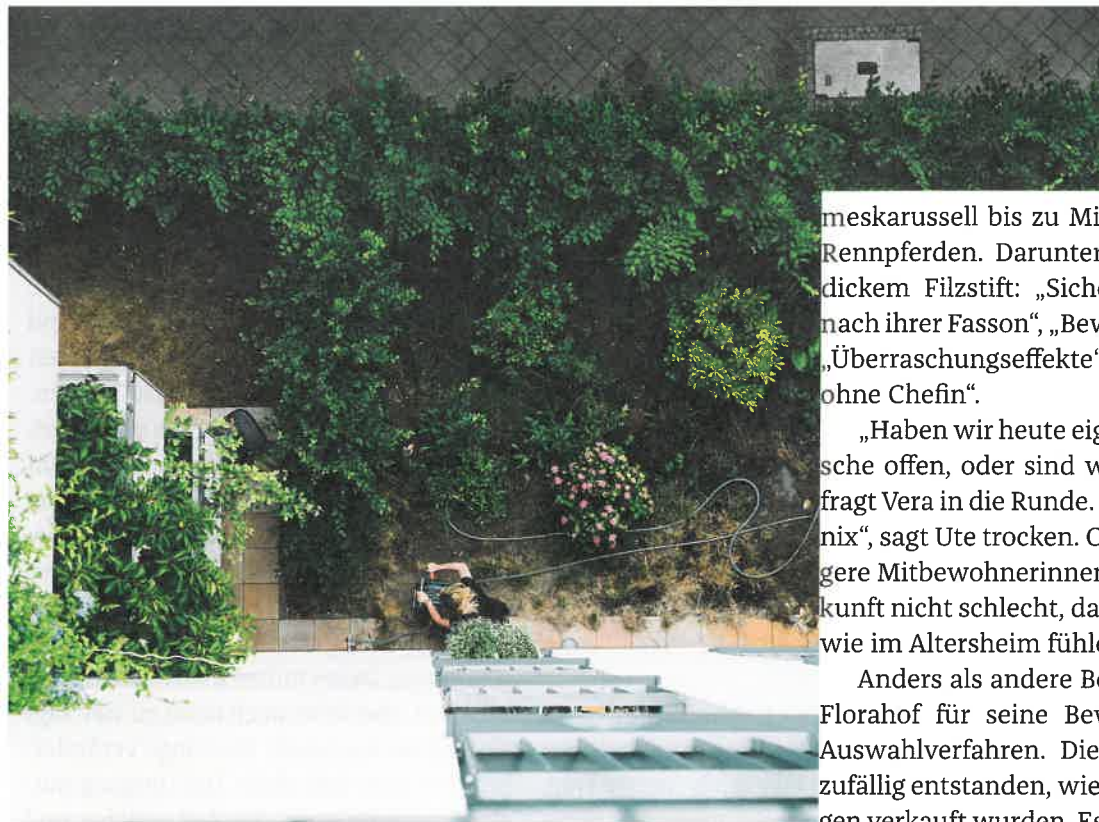 meskarussell bis zu Mi
Rennpferden. Darunter
dickem Filzstift: „Sich
nach ihrer Fasson“, „Bev
„Überraschungseffekte“
ohne Chefin“.
„Haben wir heute eig
sche offen, oder sind w
fragt Vera in die Runde.
nix“, sagt Ute trocken. C
gere Mitbewohnerinnen
kunft nicht schlecht, da
wie im Altersheim fühle
Anders als andere Be
Florahof für seine Bev
Auswahlverfahren. Die
zufällig entstanden, wie
gen verkauft wurden. Es